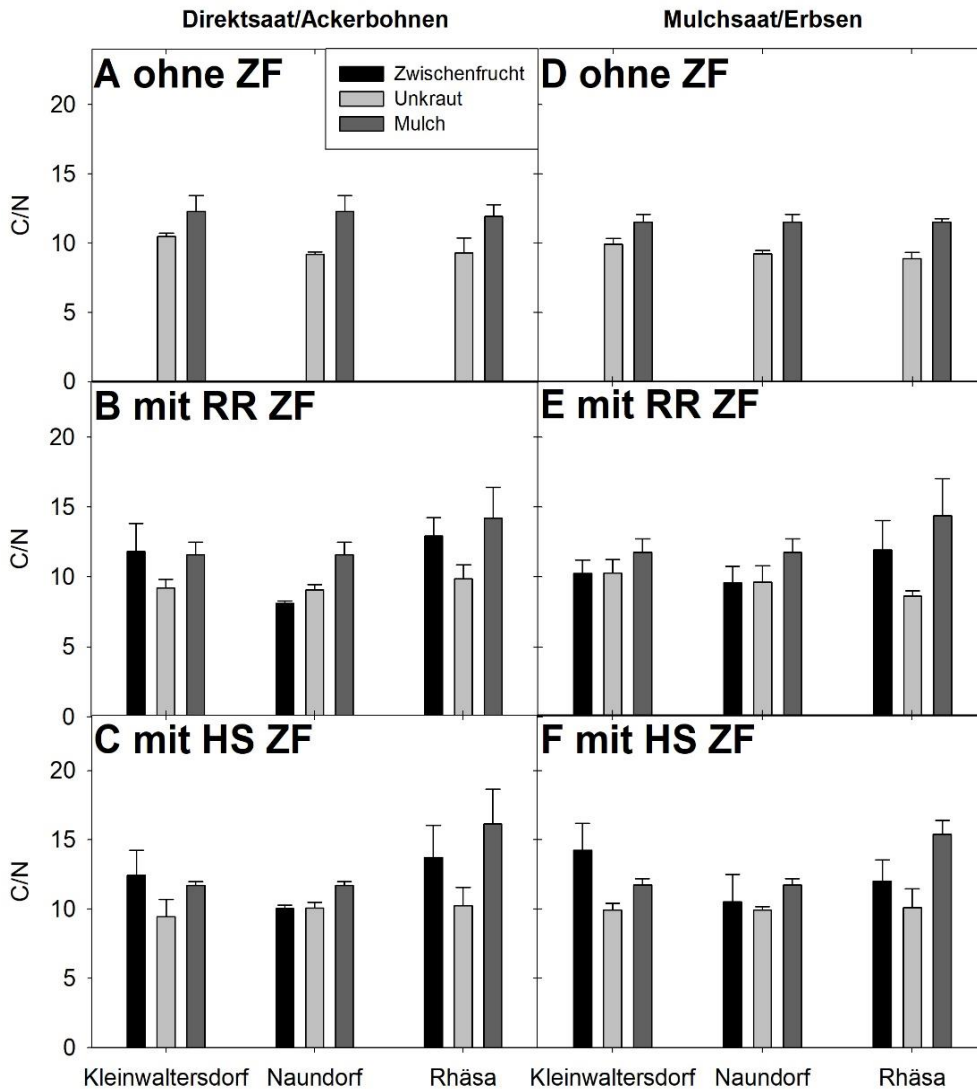 Direktsaat/Ackerbohnen
Mulchsaat/Erbsen
A ohne ZF
Zwischenfrucht
Unkraut
Mulch
D ohne ZF
C/N
20
15
10
5
0
B mit RR ZF
E mit RR ZF
C/N
20
15
10
5
0
C mit HS ZF
F mit HS ZF
C/N
20
15
10
5
0
Kleinwaltersdorf Naundorf Rhäsa Kleinwaltersdorf Naundorf Rhäsa